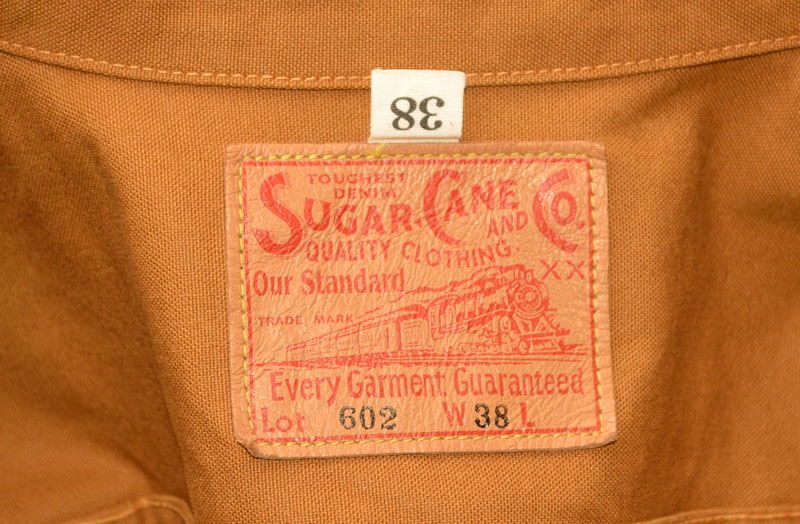 38
TOUGHEST
DENIM
SUGAR CANE AND CO.
QUALITY CLOTHING.
XX
Our Standard
TRADE MARK
Every Garment Guaranteed
Lot 602 W 38 L